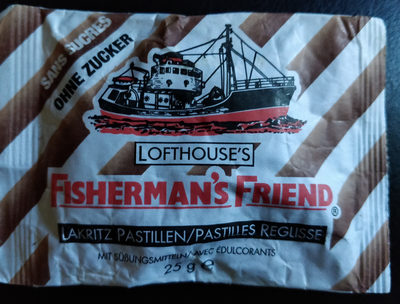 SANS SUCRES
OHNE ZUCKER
LOFTHOUSE'S
FISHERMAN'S FRIEND®
LAKRITZ PASTILLEN/PASTILLES REGLISSE
MIT SÜßUNGSMITTELN/AVEC EDULCORANTS
25 g ℮